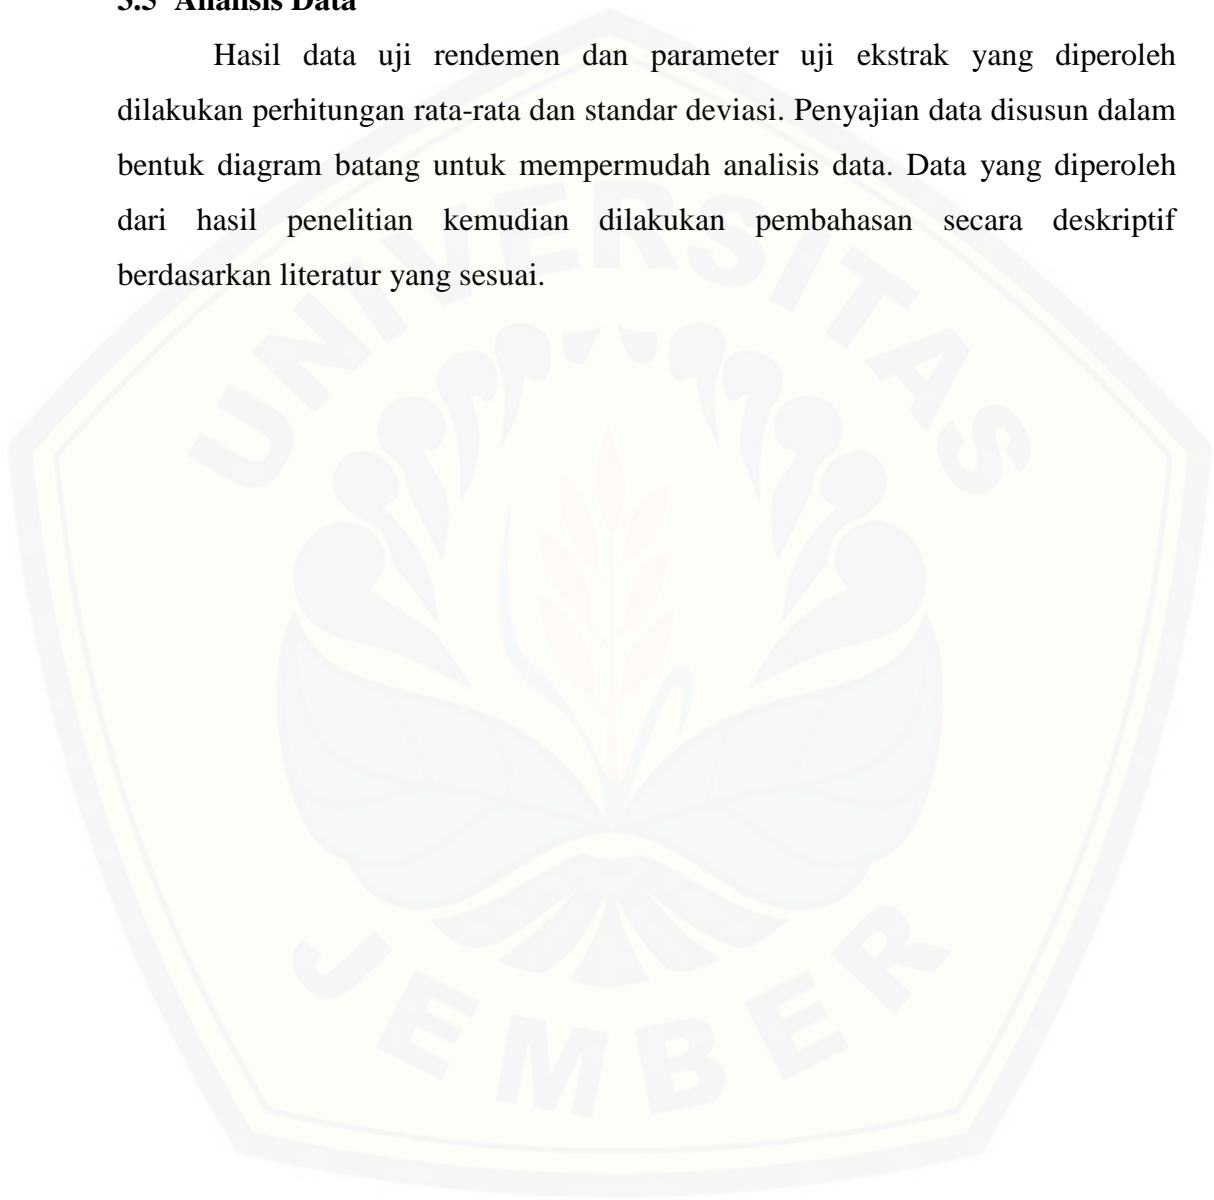 3.5 Analisis Data
Hasil data uji rendemen dan parameter uji ekstrak yang diperoleh
dilakukan perhitungan rata-rata dan standar deviasi. Penyajian data disusun dalam
bentuk diagram batang untuk mempermudah analisis data. Data yang diperoleh
dari hasil penelitian kemudian dilakukan pembahasan secara deskriptif
berdasarkan literatur yang sesuai.
UNIVERSITAS
JEMBER